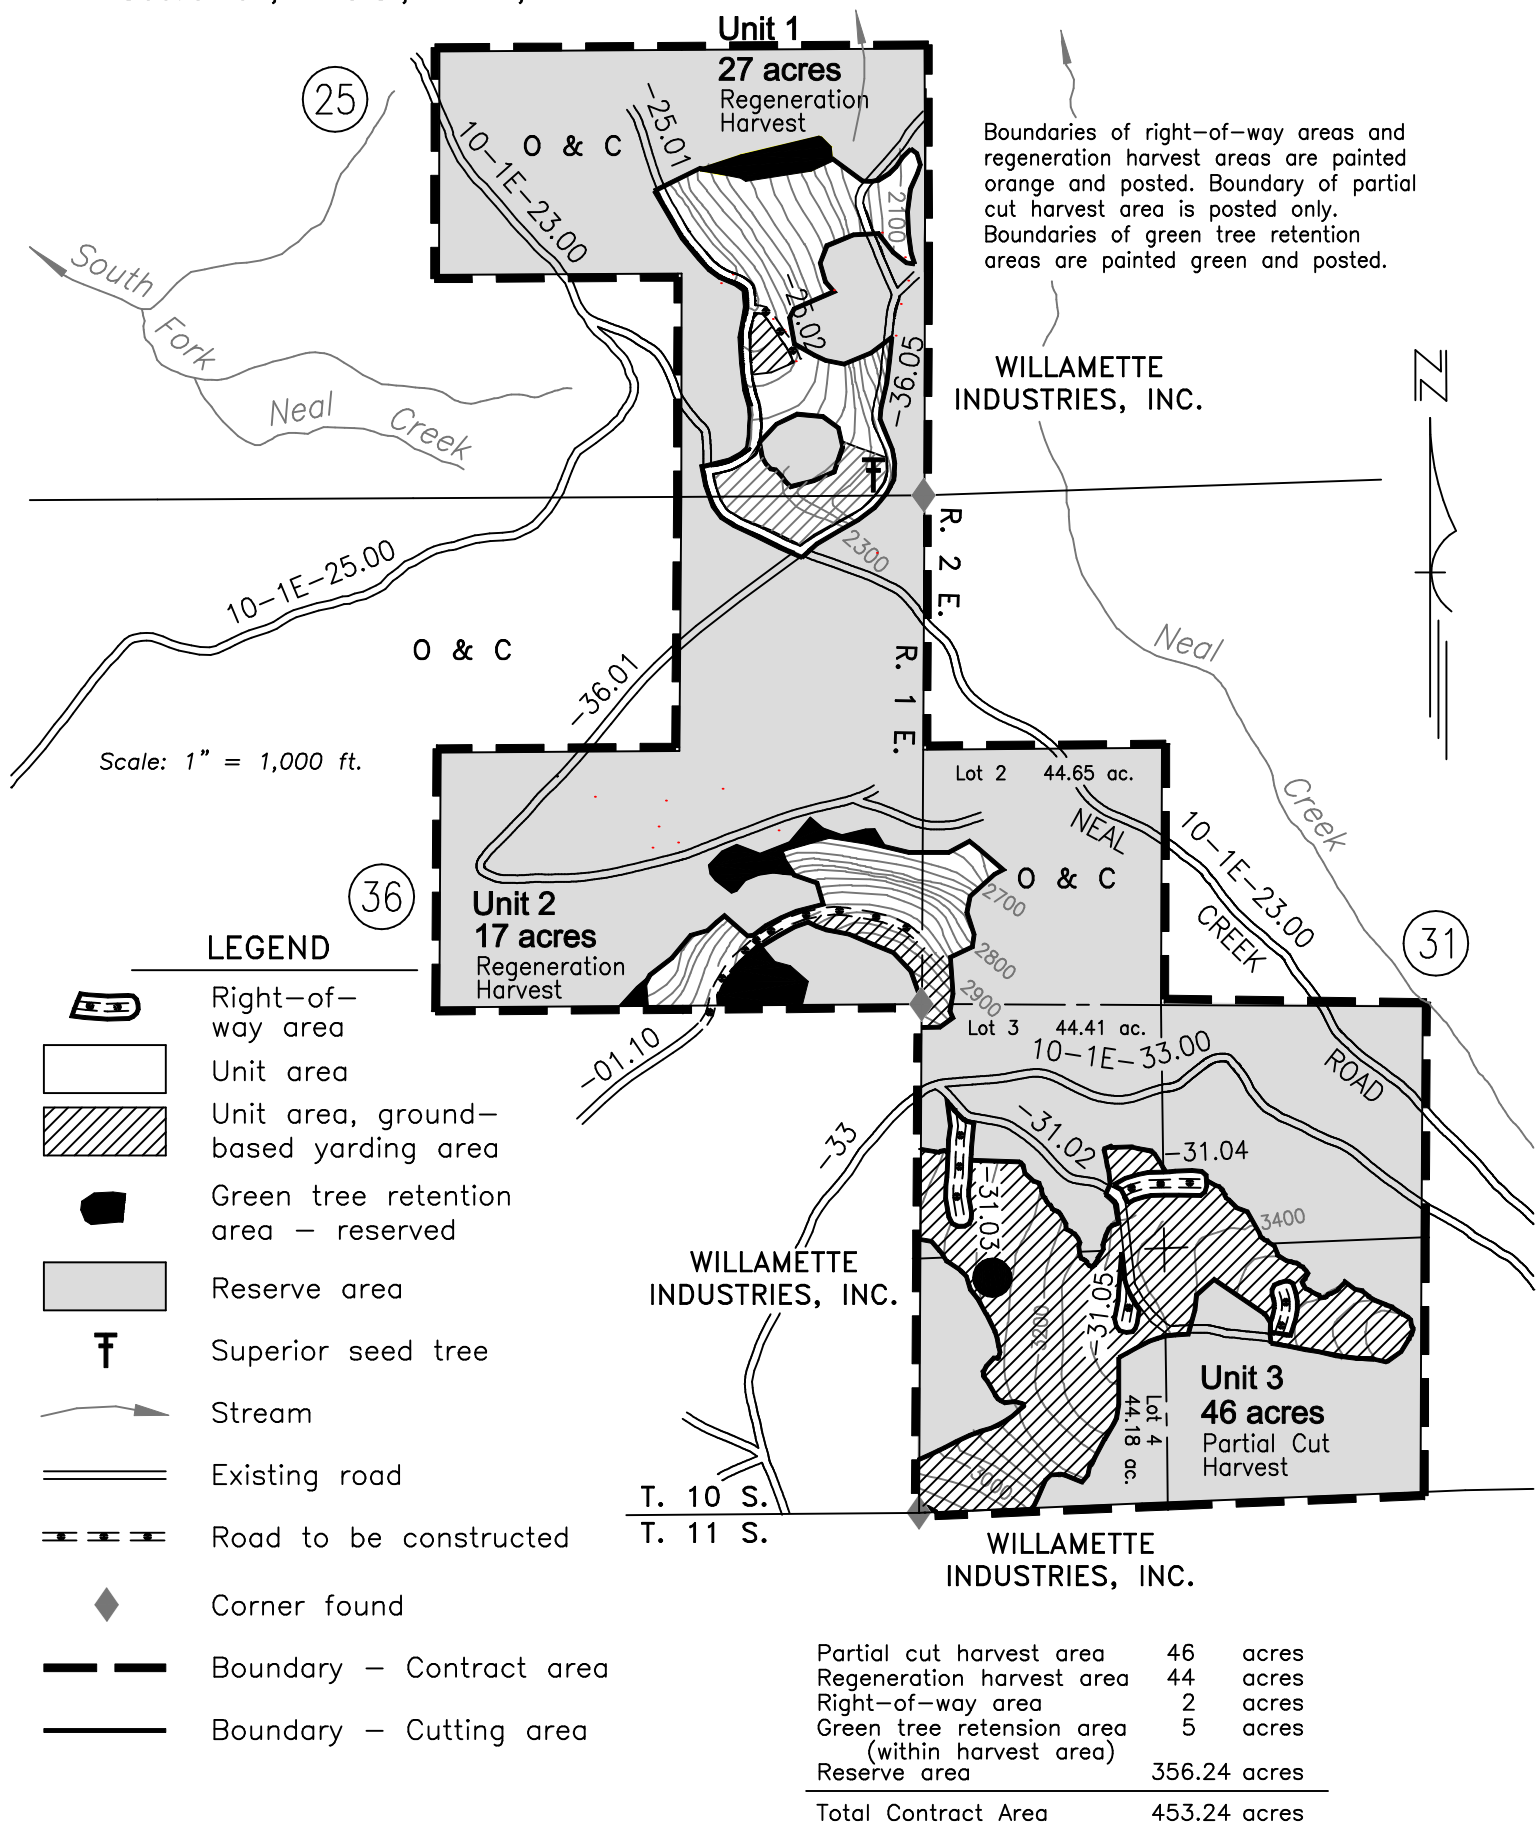 Unit 1
27 acres
Regeneration
Harvest
25
O & C
-25.01
10-1E-23.00
-2100
Boundaries of right-of-way areas and
regeneration harvest areas are painted
orange and posted. Boundary of partial
cut harvest area is posted only.
Boundaries of green tree retention
areas are painted green and posted.
South
Fork
Neal
Creek
-25.02
-36.05
WILLAMETTE
INDUSTRIES, INC.
N
2300
R. 2 E.
R. 1 E.
10-1E-25.00
O & C
-36.01
Neal
Creek
Scale: 1" = 1,000 ft.
Lot 2 44.65 ac.
NEAL
CREEK
ROAD
10-1E-23.00
O & C
36
Unit 2
17 acres
Regeneration
Harvest
2700
2800
2900
31
Lot 3 44.41 ac.
10-1E-33.00
-01.10
-33
-31.02
-31.04
-31.03
-31.05
3400
3200
3000
WILLAMETTE
INDUSTRIES, INC.
Unit 3
46 acres
Partial Cut
Harvest
Lot 4
44.18 ac.
T. 10 S.
T. 11 S.
WILLAMETTE
INDUSTRIES, INC.
LEGEND
Right-of-
way area
Unit area
Unit area, ground-
based yarding area
Green tree retention
area - reserved
Reserve area
Superior seed tree
Stream
Existing road
Road to be constructed
Corner found
Boundary - Contract area
Boundary - Cutting area
Partial cut harvest area 46 acres
Regeneration harvest area 44 acres
Right-of-way area 2 acres
Green tree retension area 5 acres
(within harvest area)
Reserve area 356.24 acres
Total Contract Area 453.24 acres